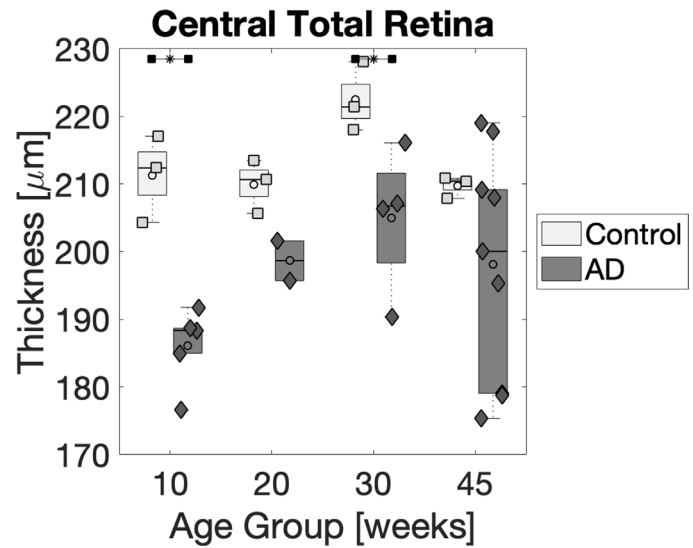 Central Total Retina
230
220
210
200
190
180
170
Thickness [μm]
10 20 30 45
Age Group [weeks]
Control
AD